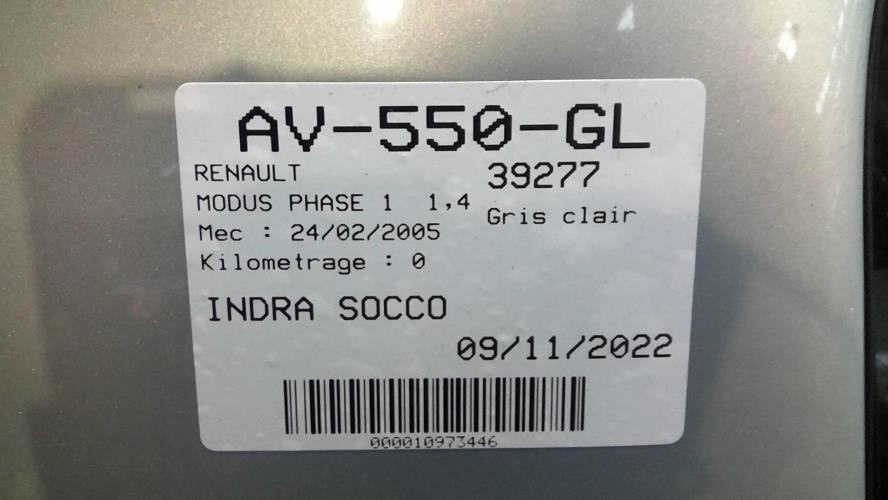 AV-550-GL
RENAULT 39277
MODUS PHASE 1 1,4
Gris clair
Mec : 24/02/2005
Kilometrage : 0
INDRA SOCCO
09/11/2022
000010973446